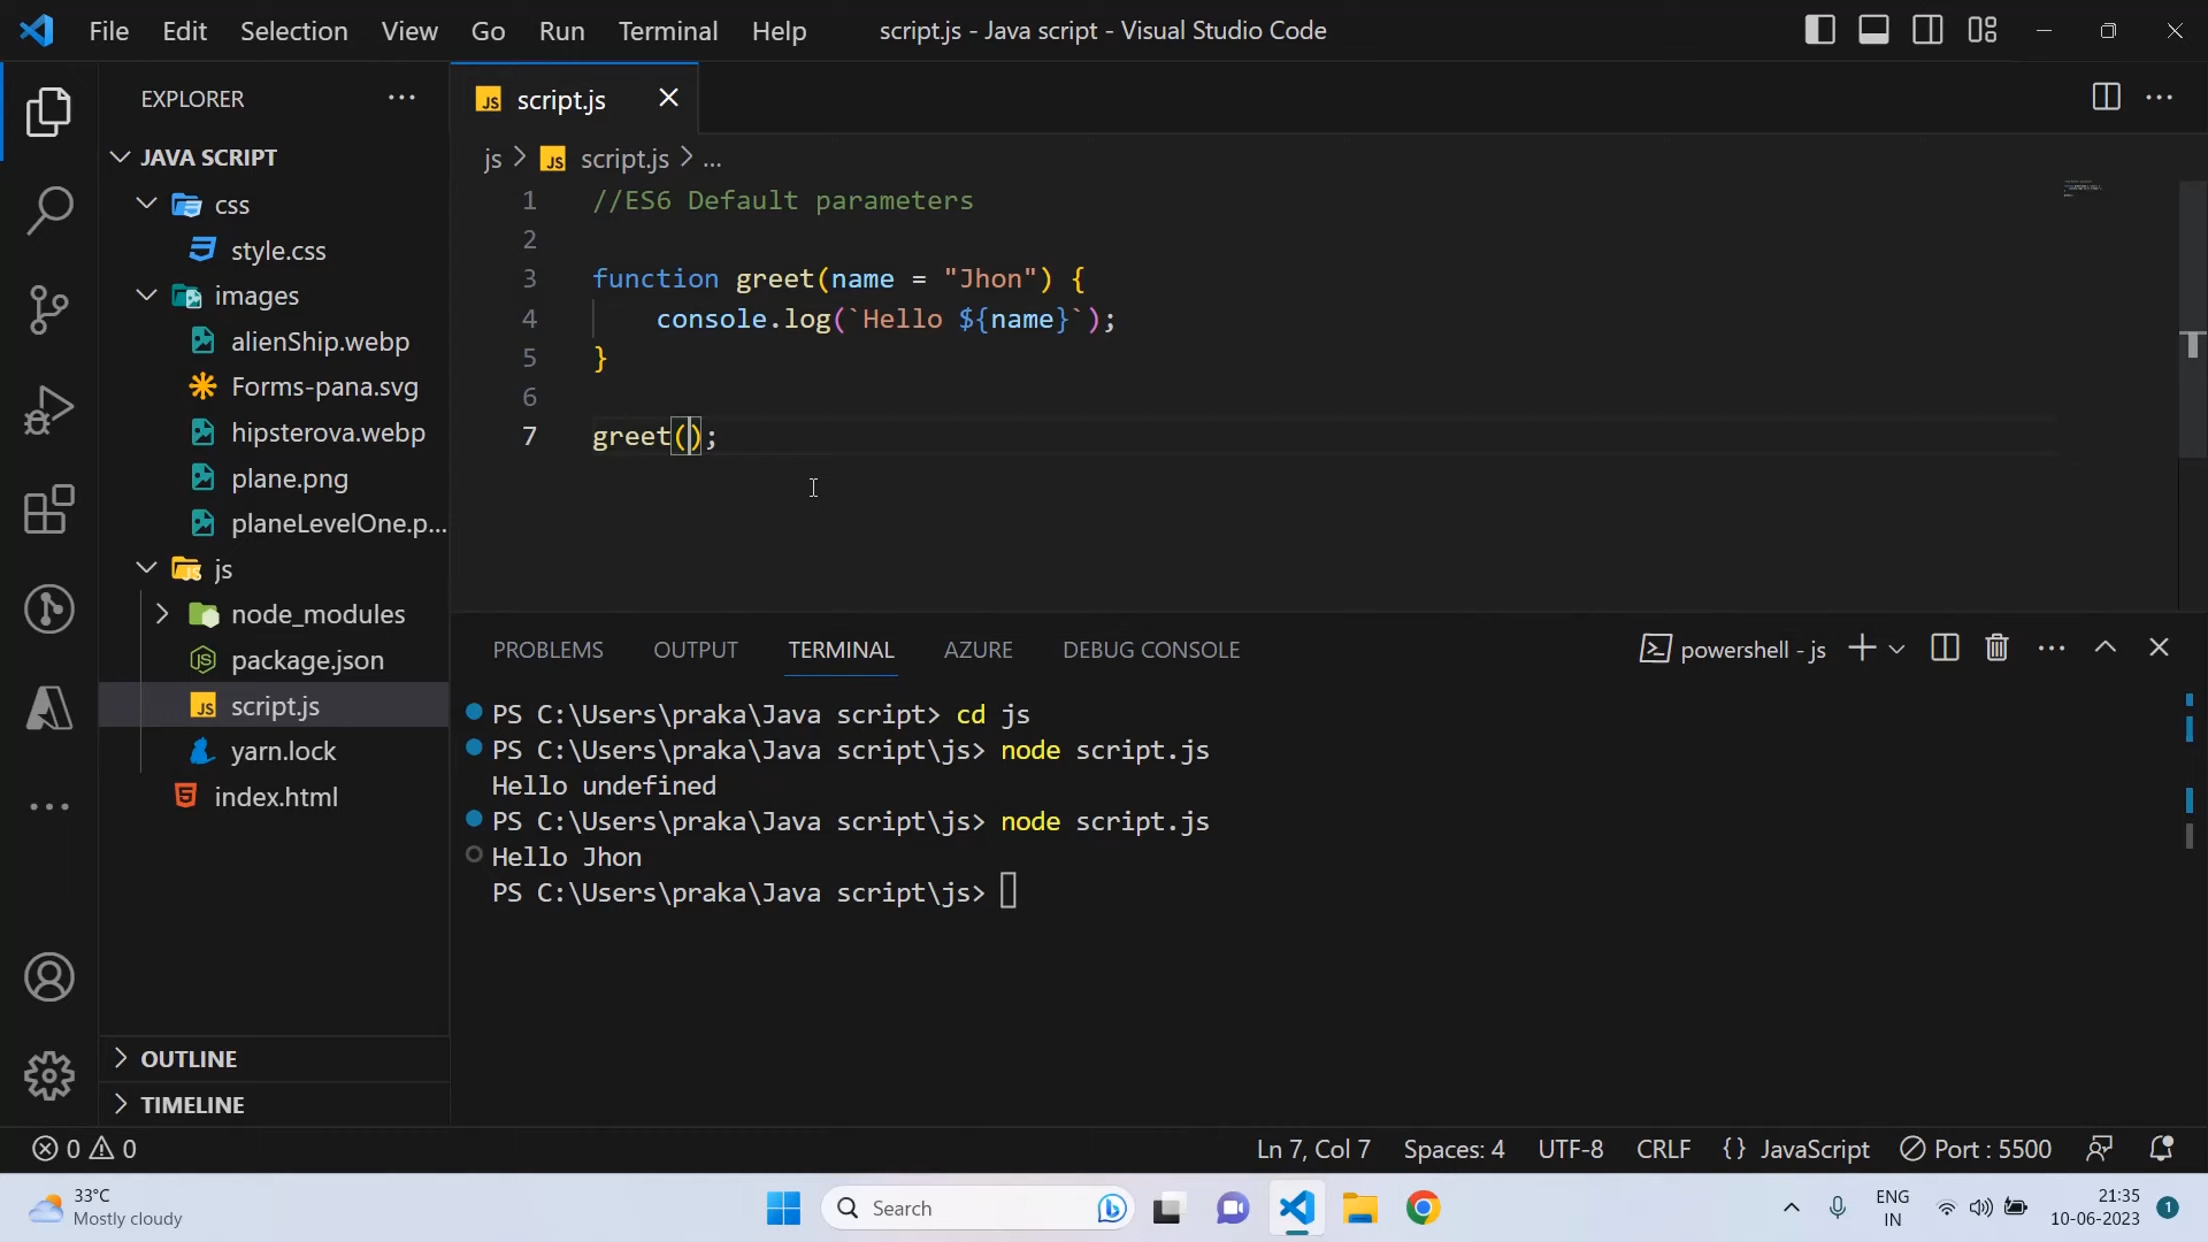 File Edit Selection View Go Run Terminal Help script.js - Java script - Visual Studio Code
EXPLORER
JAVA SCRIPT
css
style.css
images
alienShip.webp
Forms-pana.svg
hipsterova.webp
plane.png
planeLevelOne.p...
js
node_modules
package.json
script.js
yarn.lock
index.html
OUTLINE
TIMELINE
JS script.js
js > JS script.js > ...
1 //ES6 Default parameters
2
3 function greet(name = "Jhon") {
4 console.log(`Hello ${name}`);
5 }
6
7 greet();
PROBLEMS OUTPUT TERMINAL AZURE DEBUG CONSOLE powershell - js
PS C:\Users\praka\Java script> cd js
PS C:\Users\praka\Java script\js> node script.js
Hello undefined
PS C:\Users\praka\Java script\js> node script.js
Hello Jhon
PS C:\Users\praka\Java script\js>
0 0 Ln 7, Col 7 Spaces: 4 UTF-8 CRLF {} JavaScript Port : 5500
33°C
Mostly cloudy
Search
ENG
IN
21:35
10-06-2023
1